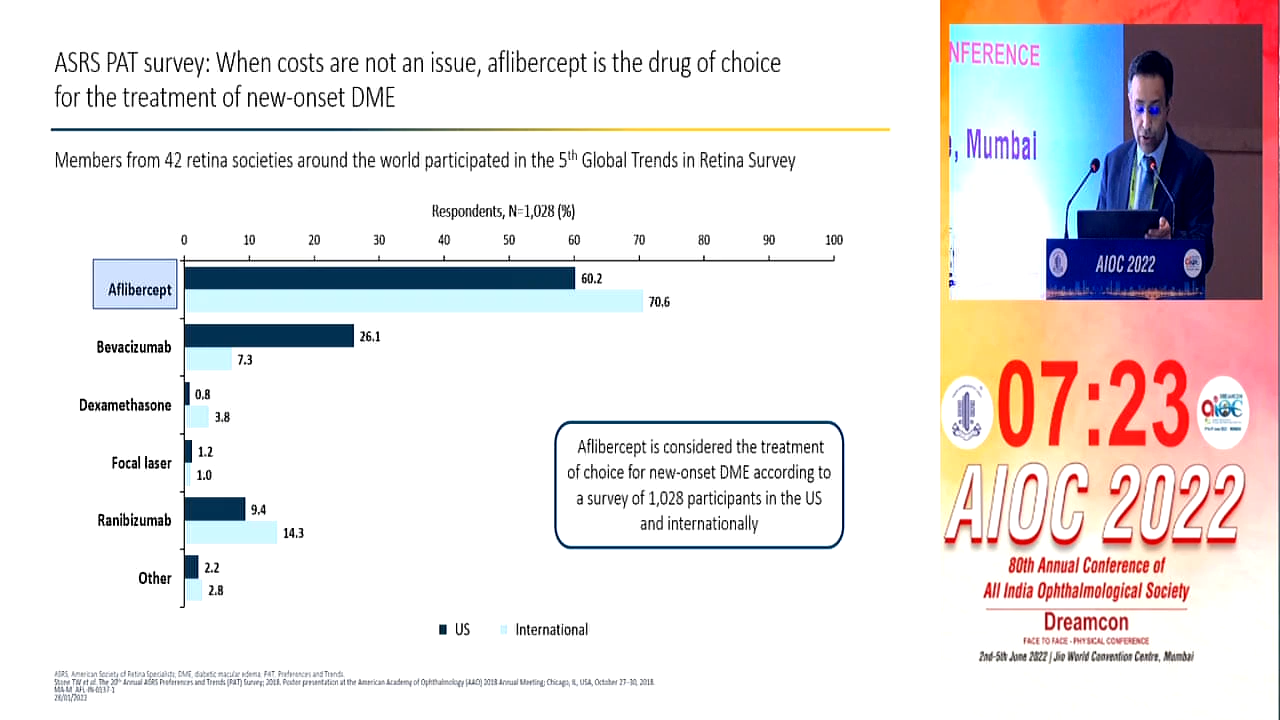 ASRS PAT survey: When costs are not an issue, aflibercept is the drug of choice
for the treatment of new-onset DME
Members from 42 retina societies around the world participated in the 5th Global Trends in Retina Survey
Respondents, N=1,028 (%)
0 10 20 30 40 50 60 70 80 90 100
Aflibercept
60.2
70.6
Bevacizumab
26.1
7.3
Dexamethasone
0.8
3.8
Focal laser
1.2
1.0
Ranibizumab
9.4
14.3
Other
2.2
2.8
Aflibercept is considered the treatment
of choice for new-onset DME according to
a survey of 1,028 participants in the US
and internationally
US International
ASRS, American Society of Retina Specialists; DME, diabetic macular edema; PAT, Preferences and Trends.
Stone TW et al. The 20th Annual ASRS Preferences and Trends (PAT) Survey; 2018. Poster presentation at the American Academy of Ophthalmology (AAO) 2018 Annual Meeting; Chicago, IL, USA, October 27-30, 2018.
28/01/2022
NFERENCE
, Mumbai
AIOC 2022
07:23
AIOC 2022
80th Annual Conference of
All India Ophthalmological Society
Dreamcon
FACE TO FACE - PHYSICAL CONFERENCE
2nd-5th June 2022 | Jio World Convention Centre, Mumbai